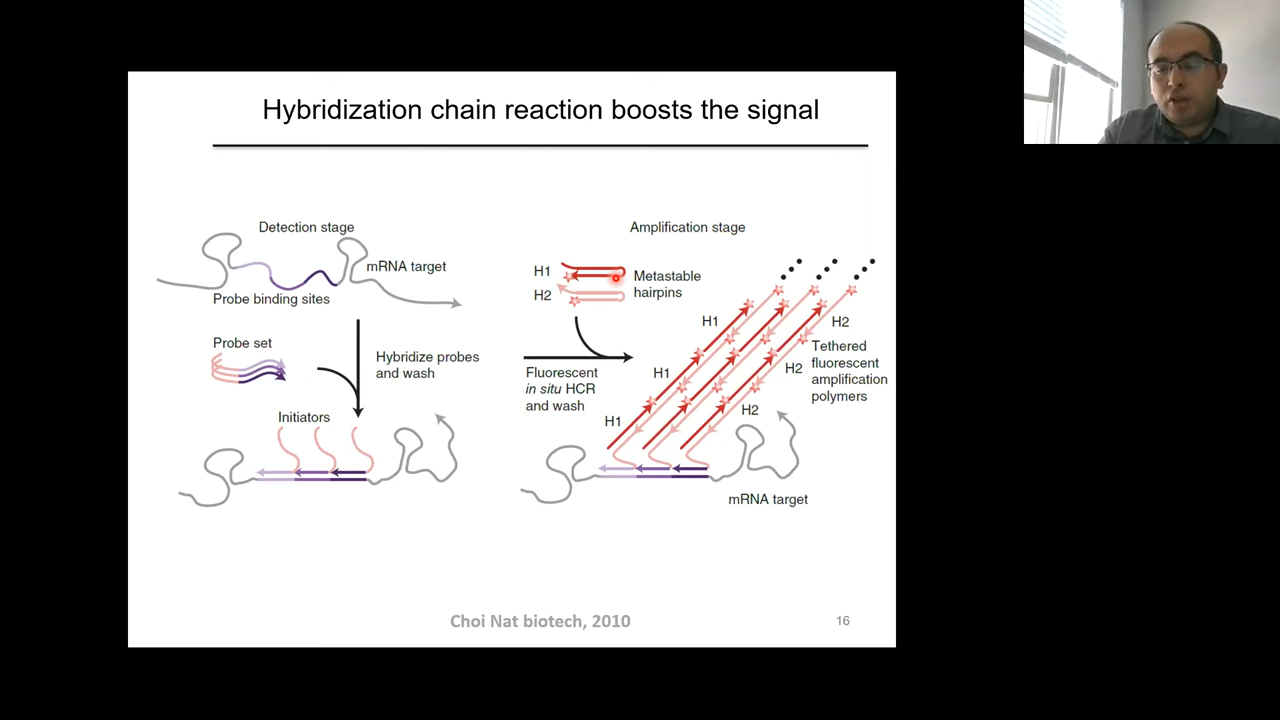 Hybridization chain reaction boosts the signal
Detection stage
mRNA target
Probe binding sites
Probe set
Hybridize probes
and wash
Initiators
Amplification stage
H1
H2
Metastable
hairpins
Fluorescent
in situ HCR
and wash
H1
H1
H1
H2
H2
H2
Tethered
fluorescent
amplification
polymers
mRNA target
Choi Nat biotech, 2010
16